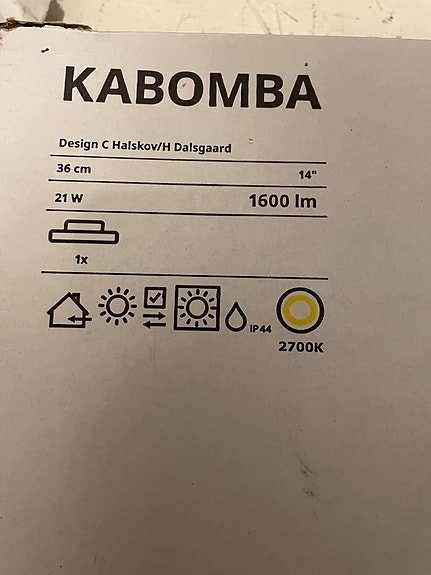 KABOMBA
Design C Halskov/H Dalsgaard
36 cm 14"
21 W 1600 lm
1x
IP44
2700K